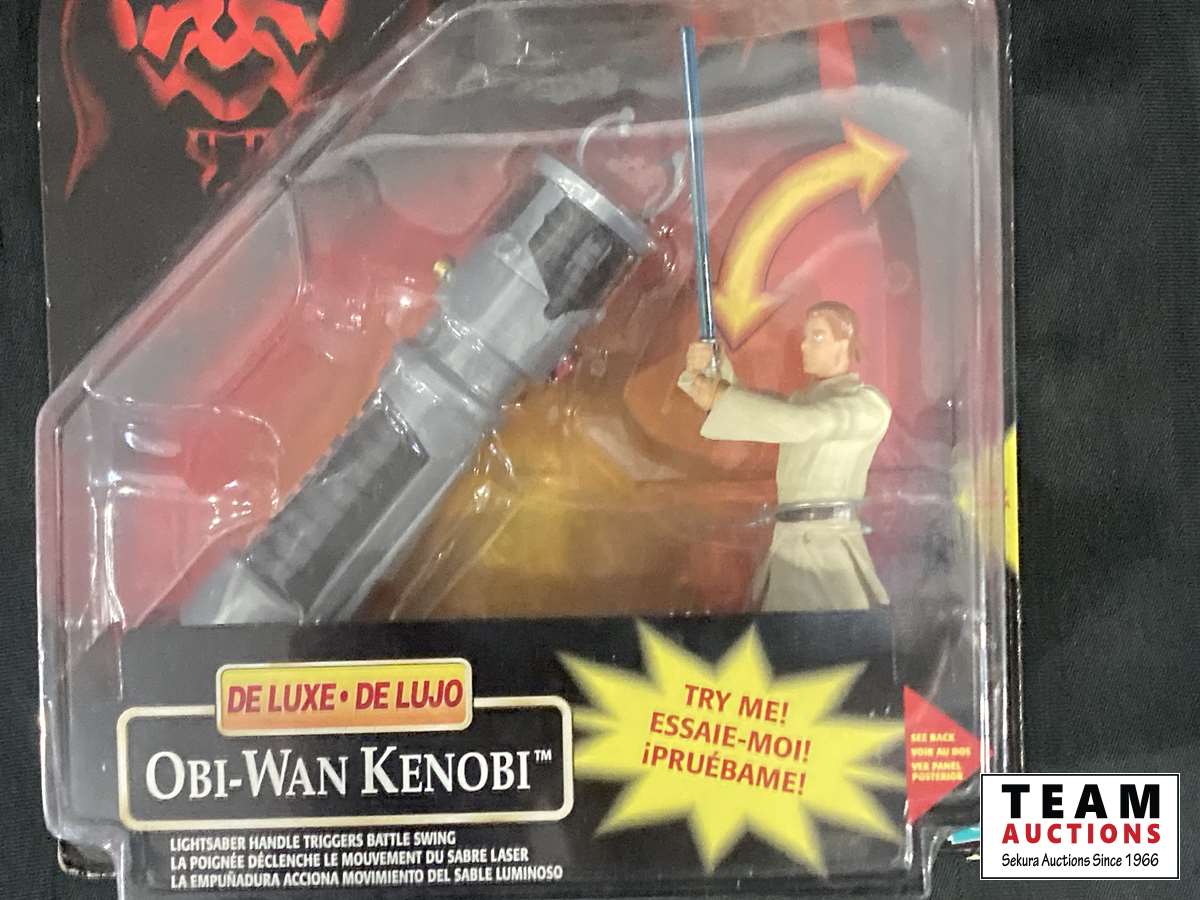 DE LUXE • DE LUJO
OBI-WAN KENOBI™
LIGHTSABER HANDLE TRIGGERS BATTLE SWING
LA POIGNÉE DÉCLENCHE LE MOUVEMENT DU SABRE LASER
LA EMPUÑADURA ACCIONA MOVIMIENTO DEL SABLE LUMINOSO
TRY ME!
ESSAIE-MOI!
¡PRUÉBAME!
SEE BACK
VOIR AU DOS
VER PANEL
POSTERIOR
TEAM
AUCTIONS
Sekura Auctions Since 1966